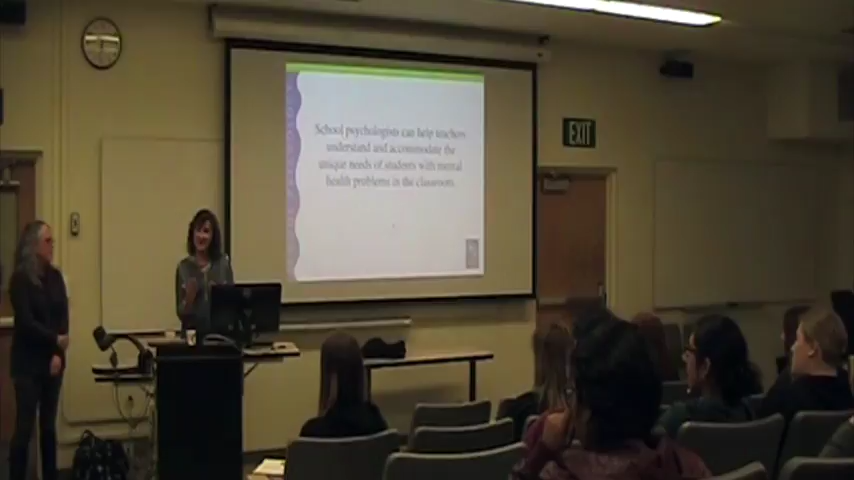 School psychologists can help teachers
understand and accommodate the
unique needs of students with mental
health problems in the classroom.
EXIT